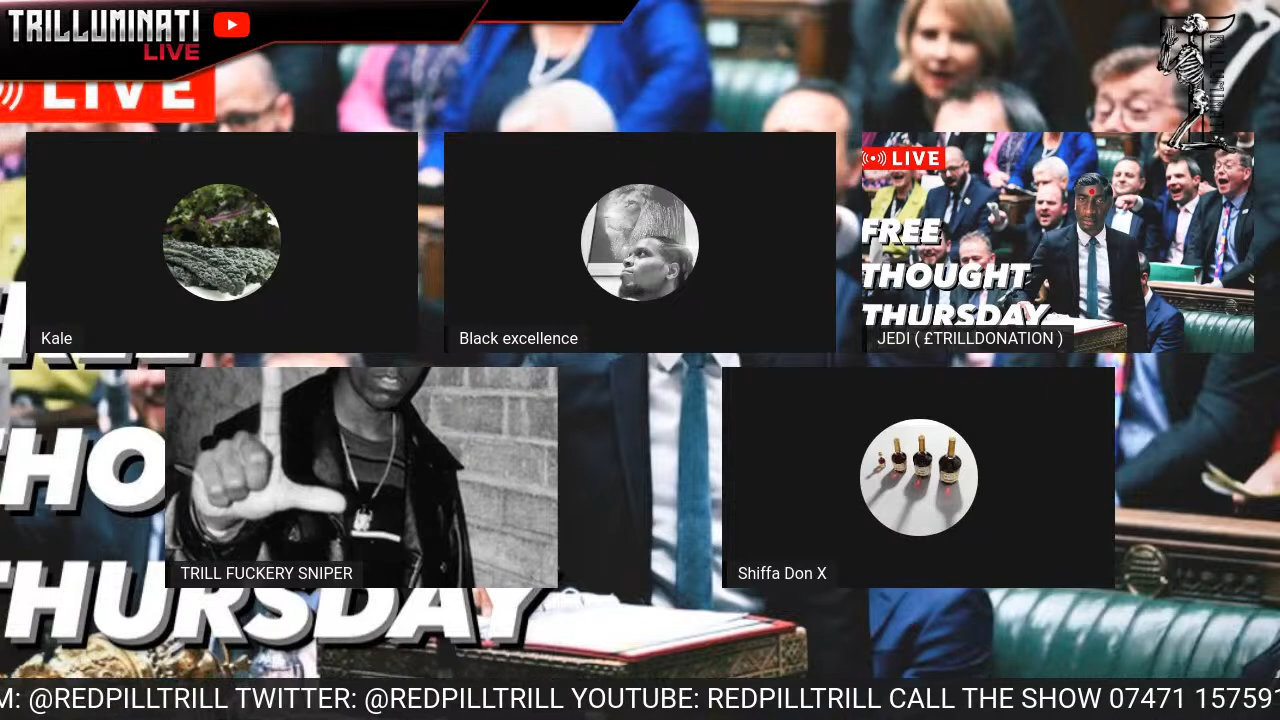 TRILLUMINATI
LIVE
LIVE
LIVE
FREE
THOUGHT
THURSDAY
Kale
Black excellence
JEDI ( £TRILLDONATION )
THO
TRILL FUCKERY SNIPER
Shiffa Don X
THURSDAY
M: @REDPILLTRILL TWITTER: @REDPILLTRILL YOUTUBE: REDPILLTRILL CALL THE SHOW 07471 15759